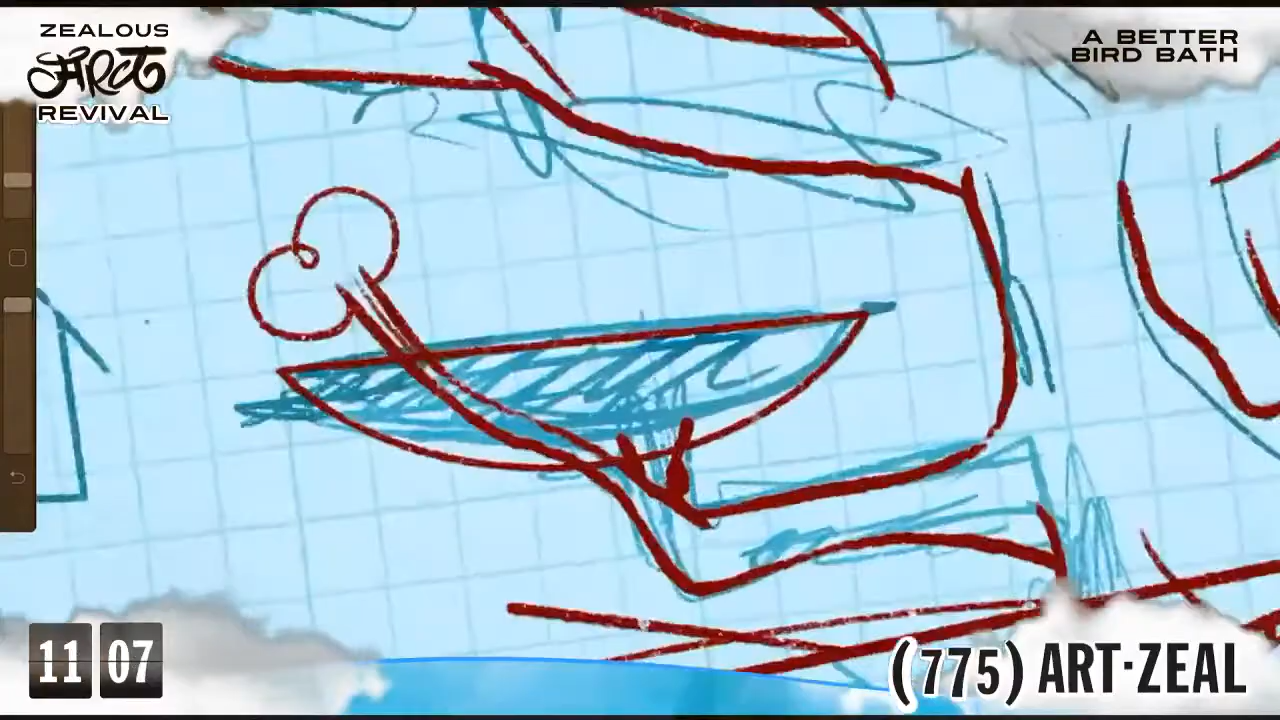 ZEALOUS
REVIVAL
A BETTER
BIRD BATH
11 07
(775) ART·ZEAL